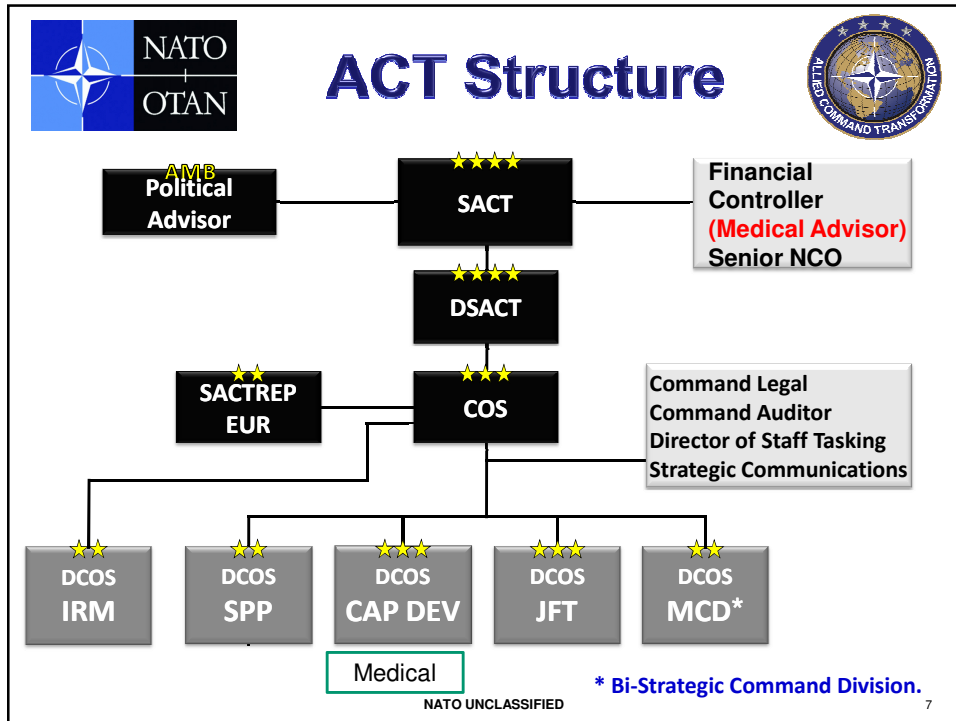 NATO
OTAN
ACT Structure
ALLIED COMMAND TRANSFORMATION
AMB
Political
Advisor
SACT
Financial
Controller
(Medical Advisor)
Senior NCO
DSACT
SACTREP
EUR
COS
Command Legal
Command Auditor
Director of Staff Tasking
Strategic Communications
DCOS
IRM
DCOS
SPP
DCOS
CAP DEV
DCOS
JFT
DCOS
MCD*
Medical
* Bi-Strategic Command Division.
NATO UNCLASSIFIED
7